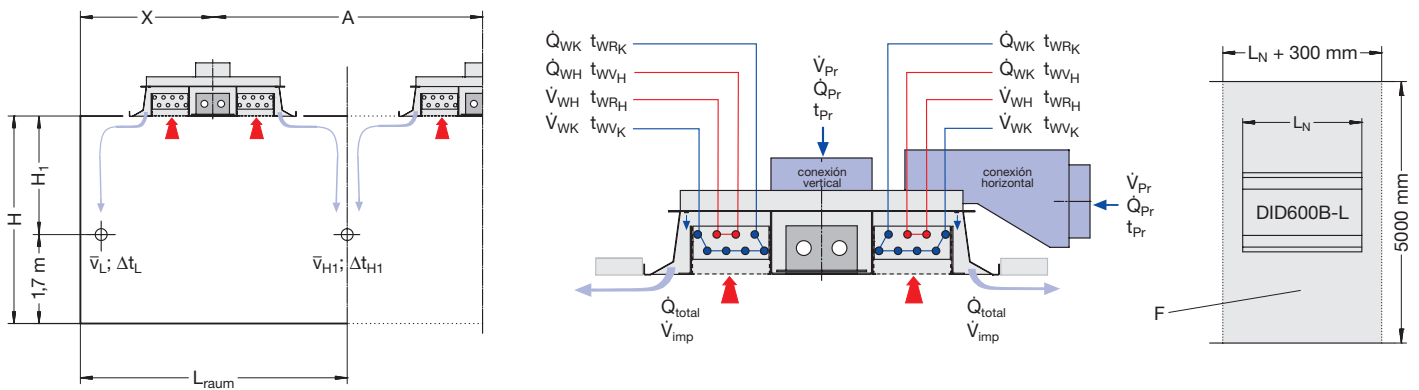 X
A
H
H₁
1,7 m
v̄L; ΔtL
v̄H1; ΔtH1
Lraum
Q̇WK tWRK
Q̇WH tWVH
V̇WH tWRH
V̇WK tWVK
V̇Pr
Q̇Pr
tPr
Q̇WK tWRK
Q̇WK tWVH
V̇WH tWRH
V̇WK tWVK
conexión
vertical
conexión
horizontal
V̇Pr
Q̇Pr
tPr
Q̇total
V̇imp
Q̇total
V̇imp
LN + 300 mm
LN
DID600B-L
5000 mm
F